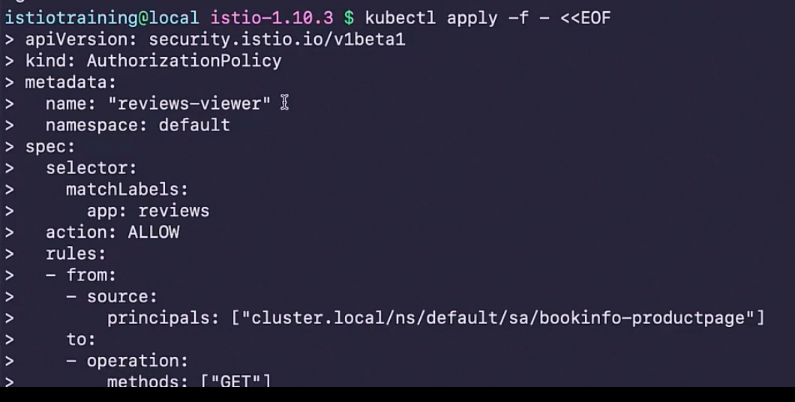 istiotraining@local istio-1.10.3 $ kubectl apply -f - <<EOF
> apiVersion: security.istio.io/v1beta1
> kind: AuthorizationPolicy
> metadata:
>   name: "reviews-viewer"
>   namespace: default
> spec:
>   selector:
>     matchLabels:
>       app: reviews
>   action: ALLOW
>   rules:
>   - from:
>     - source:
>         principals: ["cluster.local/ns/default/sa/bookinfo-productpage"]
>     to:
>     - operation:
>         methods: ["GET"]